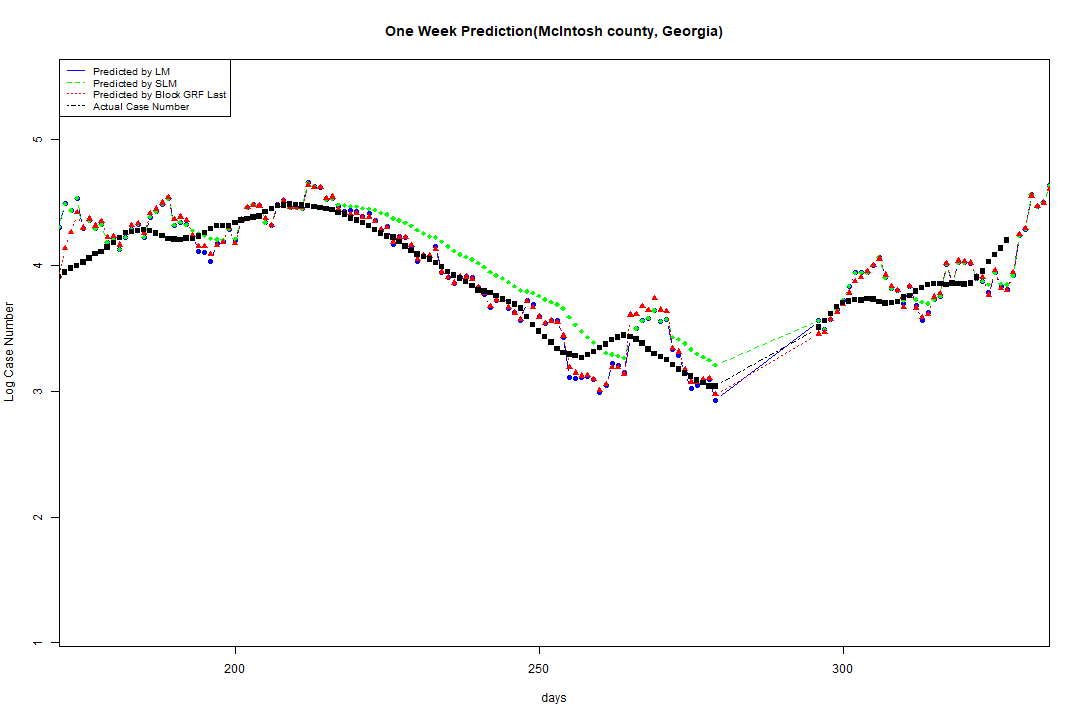 One Week Prediction(McIntosh county, Georgia)
Predicted by LM
Predicted by SLM
Predicted by Block GRF Last
Actual Case Number
5
4
3
2
1
Log Case Number
200
250
300
days